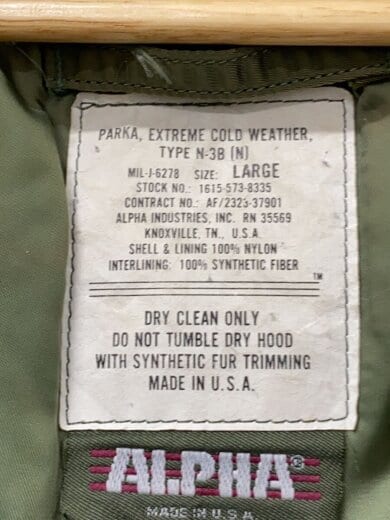 PARKA, EXTREME COLD WEATHER,
TYPE N-3B (N)
MIL-J-6278 SIZE: LARGE
STOCK NO.: 1615-573-8335
CONTRACT NO.: AF/2323-37901
ALPHA INDUSTRIES, INC. RN 35569
KNOXVILLE, TN., U.S.A.
SHELL & LINING 100% NYLON
INTERLINING: 100% SYNTHETIC FIBER
TM
DRY CLEAN ONLY
DO NOT TUMBLE DRY HOOD
WITH SYNTHETIC FUR TRIMMING
MADE IN U.S.A.
ALPHA®
MADE IN U.S.A.